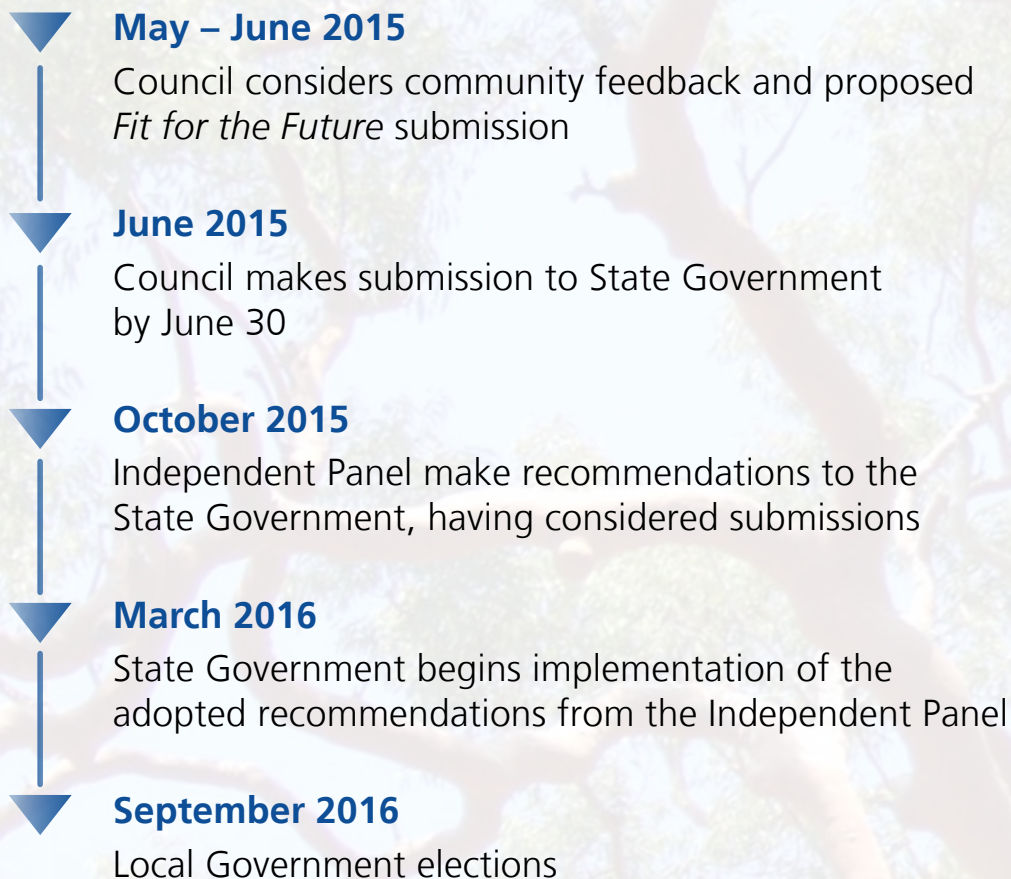 May – June 2015
Council considers community feedback and proposed
Fit for the Future submission
June 2015
Council makes submission to State Government
by June 30
October 2015
Independent Panel make recommendations to the
State Government, having considered submissions
March 2016
State Government begins implementation of the
adopted recommendations from the Independent Panel
September 2016
Local Government elections